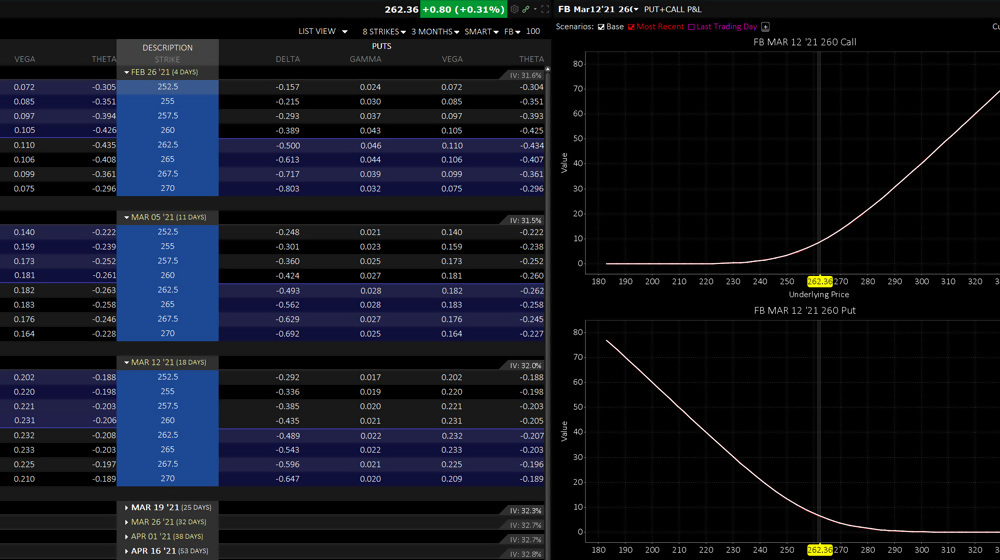 262.36 +0.80 (+0.31%)
LIST VIEW 8 STRIKES 3 MONTHS SMART FB 100
DESCRIPTION PUTS
VEGA THETA STRIKE DELTA GAMMA VEGA THETA
FEB 26 '21 (4 DAYS) IV: 31.6%
0.072 -0.305 252.5 -0.157 0.024 0.072 -0.304
0.085 -0.351 255 -0.215 0.030 0.085 -0.351
0.097 -0.394 257.5 -0.293 0.037 0.097 -0.393
0.105 -0.426 260 -0.389 0.043 0.105 -0.425
0.110 -0.435 262.5 -0.500 0.046 0.110 -0.434
0.106 -0.408 265 -0.613 0.044 0.106 -0.407
0.099 -0.361 267.5 -0.717 0.039 0.099 -0.361
0.075 -0.296 270 -0.803 0.032 0.075 -0.296
MAR 05 '21 (11 DAYS) IV: 31.5%
0.140 -0.222 252.5 -0.248 0.021 0.140 -0.222
0.159 -0.239 255 -0.301 0.023 0.159 -0.238
0.173 -0.252 257.5 -0.360 0.025 0.173 -0.252
0.181 -0.261 260 -0.424 0.027 0.181 -0.260
0.182 -0.263 262.5 -0.493 0.028 0.182 -0.262
0.183 -0.258 265 -0.562 0.028 0.183 -0.258
0.176 -0.246 267.5 -0.629 0.027 0.176 -0.245
0.164 -0.228 270 -0.692 0.025 0.164 -0.227
MAR 12 '21 (18 DAYS) IV: 32.0%
0.202 -0.188 252.5 -0.292 0.017 0.202 -0.188
0.220 -0.198 255 -0.336 0.019 0.220 -0.198
0.221 -0.203 257.5 -0.385 0.020 0.221 -0.203
0.231 -0.206 260 -0.435 0.021 0.231 -0.205
0.232 -0.208 262.5 -0.489 0.022 0.232 -0.207
0.233 -0.203 265 -0.543 0.022 0.233 -0.203
0.225 -0.197 267.5 -0.596 0.021 0.225 -0.196
0.210 -0.189 270 -0.647 0.020 0.209 -0.189
MAR 19 '21 (25 DAYS) IV: 32.3%
MAR 26 '21 (32 DAYS) IV: 32.7%
APR 01 '21 (38 DAYS) IV: 32.7%
APR 16 '21 (53 DAYS) IV: 32.8%
FB Mar12'21 26( PUT+CALL P&L
Scenarios: Base Most Recent Last Trading Day + Cu
FB MAR 12 '21 260 Call
80
70
60
50
40
30
20
10
0
Value
180 190 200 210 220 230 240 250 262.36 270 280 290 300 310 320 33
Underlying Price
FB MAR 12 '21 260 Put
80
70
60
50
40
30
20
10
0
Value
180 190 200 210 220 230 240 250 262.36 270 280 290 300 310 320 33